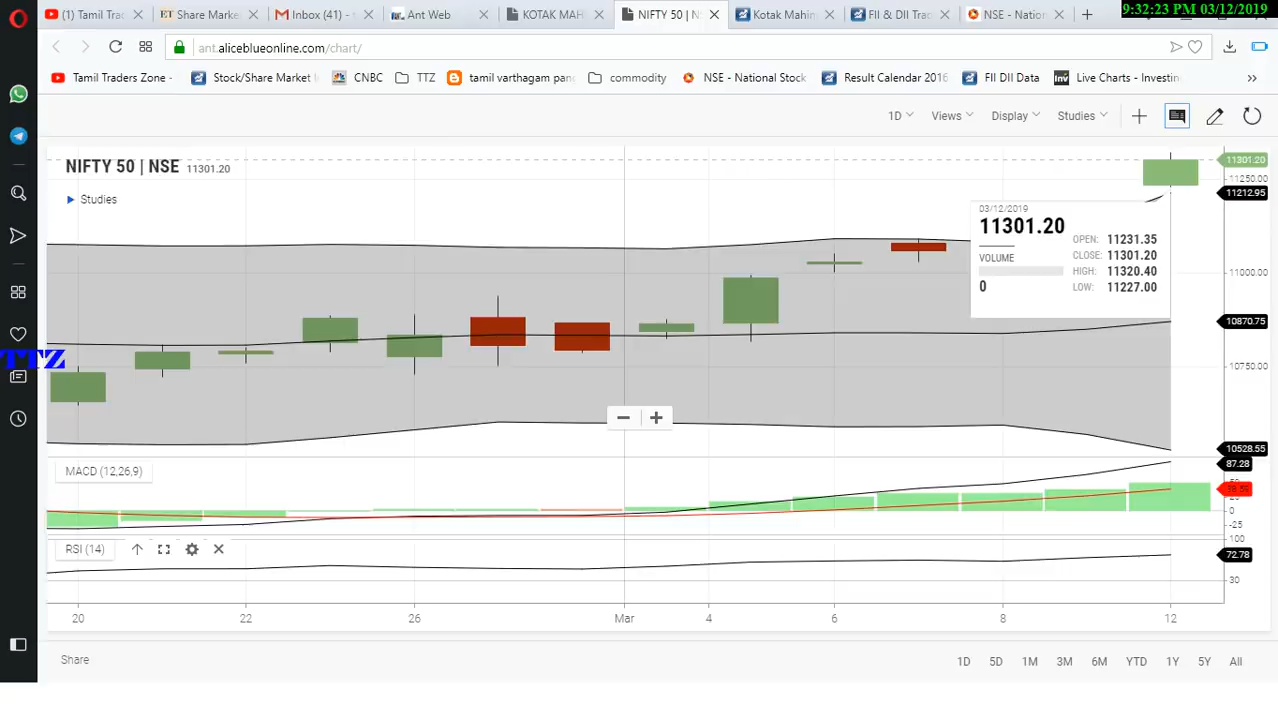 9:32:23 PM 03/12/2019
(1) Tamil Tra
ET Share Marke
Inbox (41) -
Ant Web
KOTAK MAH
NIFTY 50 | N
Kotak Mahin
FII & DII Tra
NSE - Nation
ant.aliceblueonline.com/chart/
Tamil Traders Zone -
Stock/Share Market
CNBC
TTZ
tamil varthagam pan
commodity
NSE - National Stock
Result Calendar 2016
FII DII Data
Inv Live Charts - Investin
1D
Views
Display
Studies
NIFTY 50 | NSE 11301.20
Studies
11301.20
11250.00
11212.95
11000.00
10870.75
10750.00
10528.55
03/12/2019
11301.20
VOLUME
0
OPEN: 11231.35
CLOSE: 11301.20
HIGH: 11320.40
LOW: 11227.00
TTZ
MACD (12,26,9)
87.28
0
-25
RSI (14)
100
72.78
30
20 22 26 Mar 4 6 8 12
Share
1D 5D 1M 3M 6M YTD 1Y 5Y All